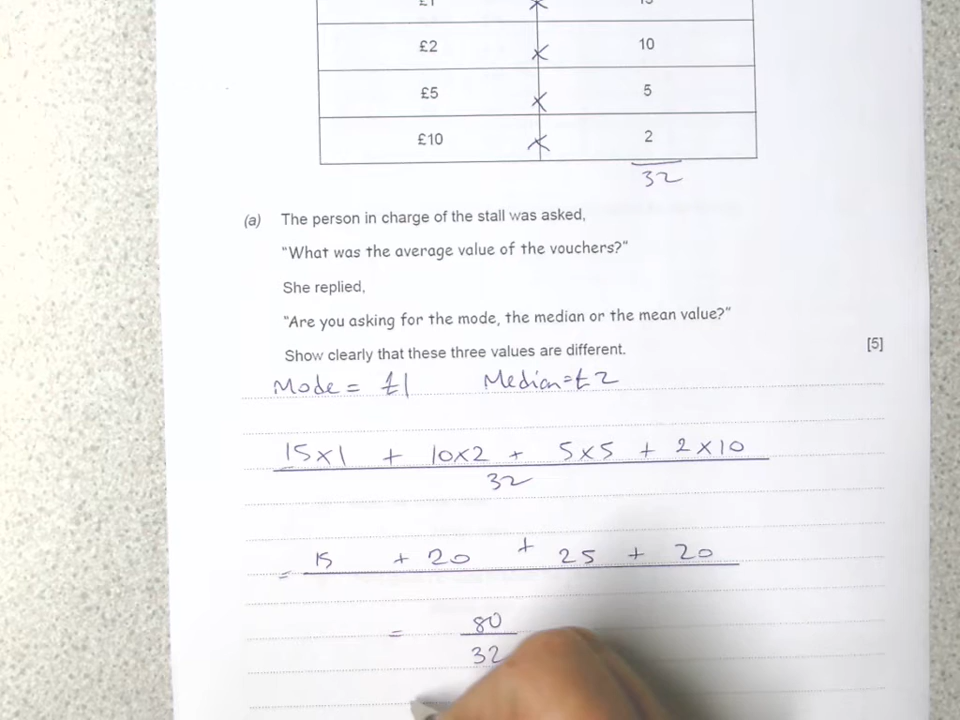 £1 × 15
£2 × 10
£5 × 5
£10 × 2
32
(a) The person in charge of the stall was asked,
"What was the average value of the vouchers?"
She replied,
"Are you asking for the mode, the median or the mean value?"
Show clearly that these three values are different. [5]
Mode = £1 Median = £2
15×1 + 10×2 + 5×5 + 2×10
32
= 15 + 20 + 25 + 20
= 80
32